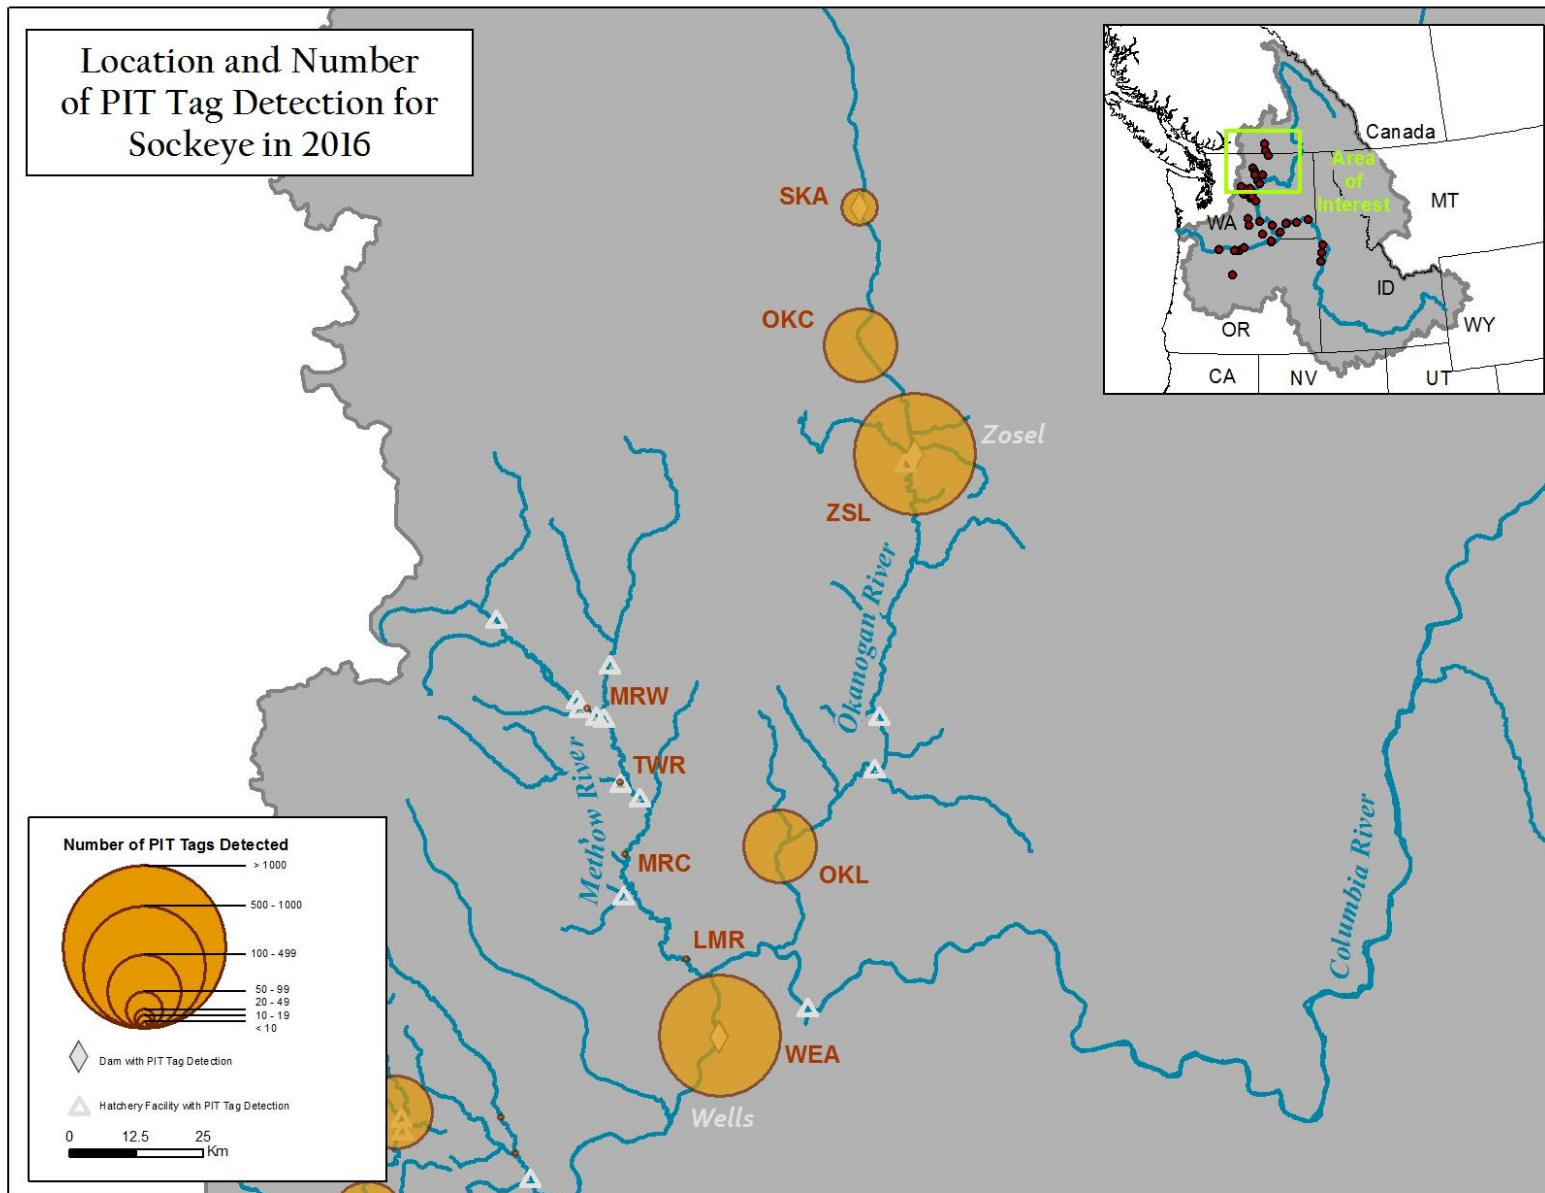 Location and Number
of PIT Tag Detection for
Sockeye in 2016
Canada
Area
of
Interest
MT
WA
ID
OR
WY
CA
NV
UT
SKA
OKC
Zosel
ZSL
Okanogan River
MRW
TWR
Methow River
MRC
OKL
LMR
Columbia River
WEA
Wells
Number of PIT Tags Detected
> 1000
500 - 1000
100 - 499
50 - 99
20 - 49
10 - 19
< 10
Dam with PIT Tag Detection
Hatchery Facility with PIT Tag Detection
0 12.5 25
Km